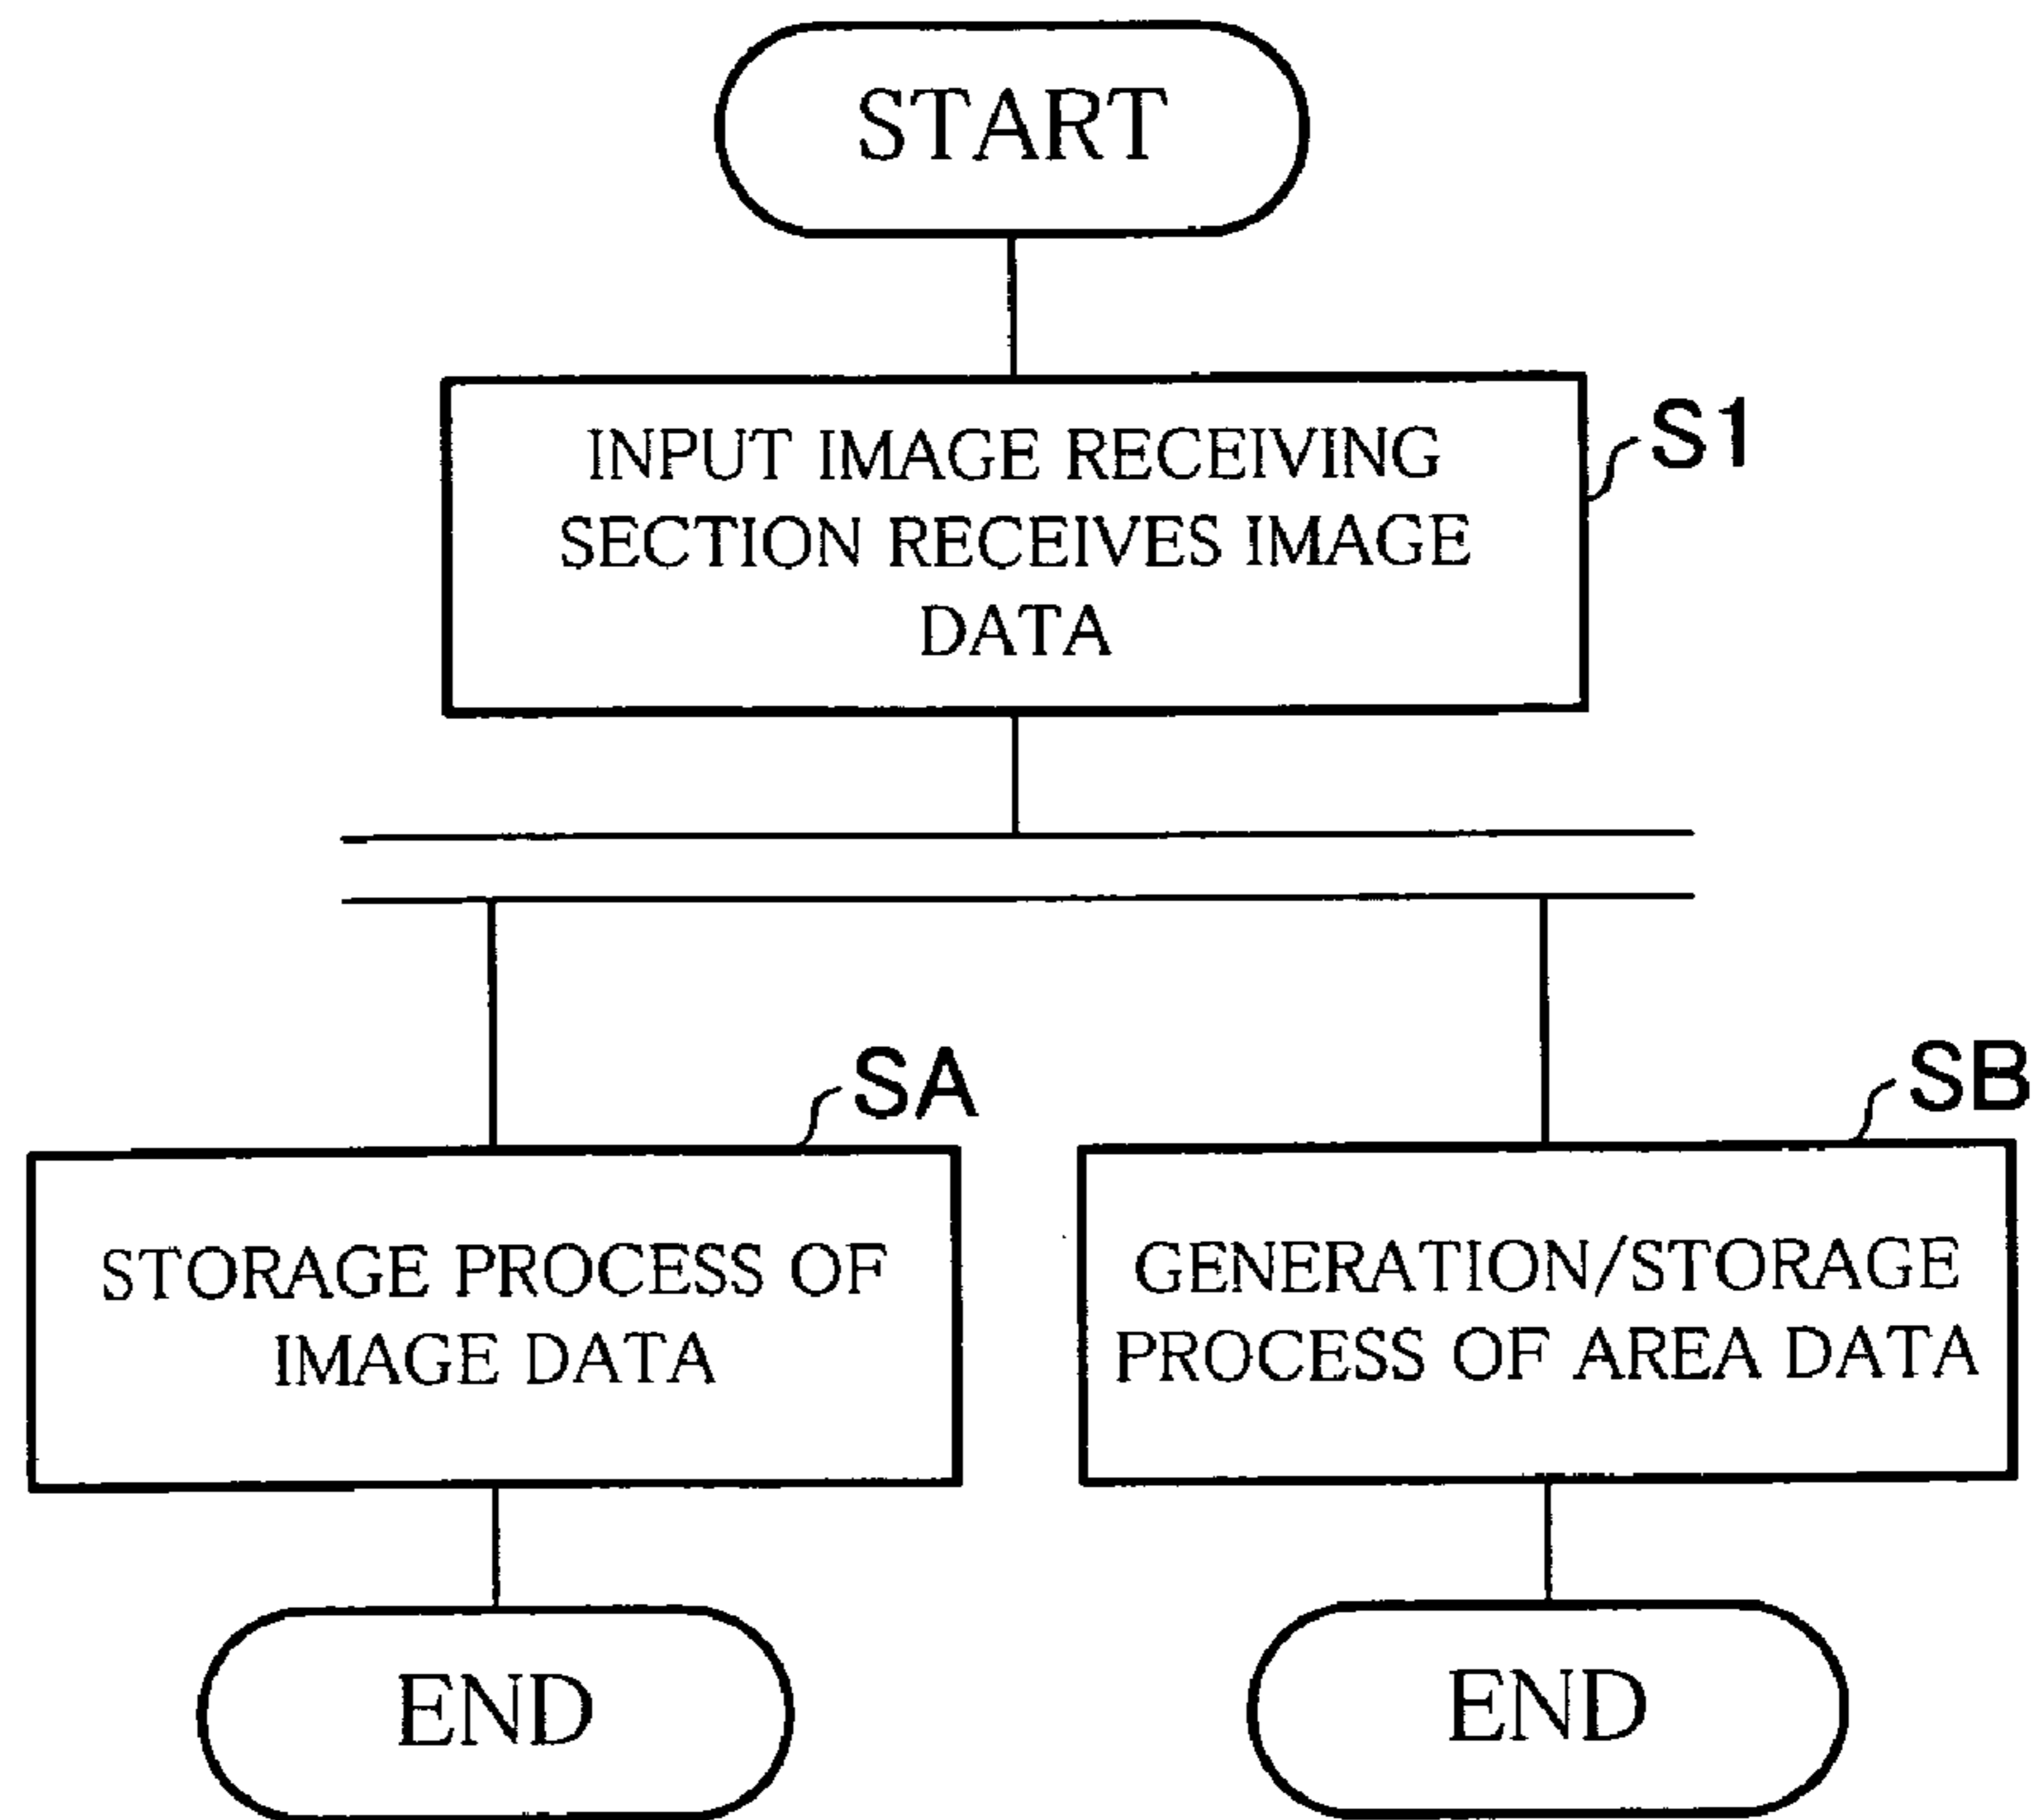 START
INPUT IMAGE RECEIVING
SECTION RECEIVES IMAGE
DATA
S1
SA
STORAGE PROCESS OF
IMAGE DATA
SB
GENERATION/STORAGE
PROCESS OF AREA DATA
END
END